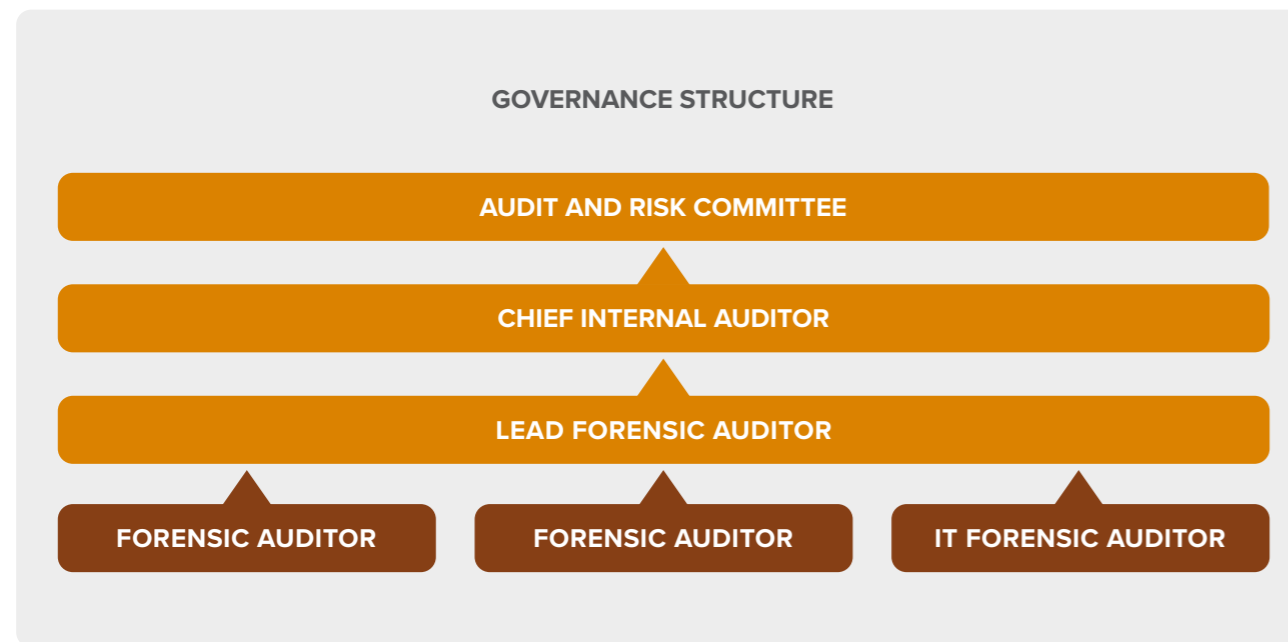 GOVERNANCE STRUCTURE
AUDIT AND RISK COMMITTEE
CHIEF INTERNAL AUDITOR
LEAD FORENSIC AUDITOR
FORENSIC AUDITOR
FORENSIC AUDITOR
IT FORENSIC AUDITOR